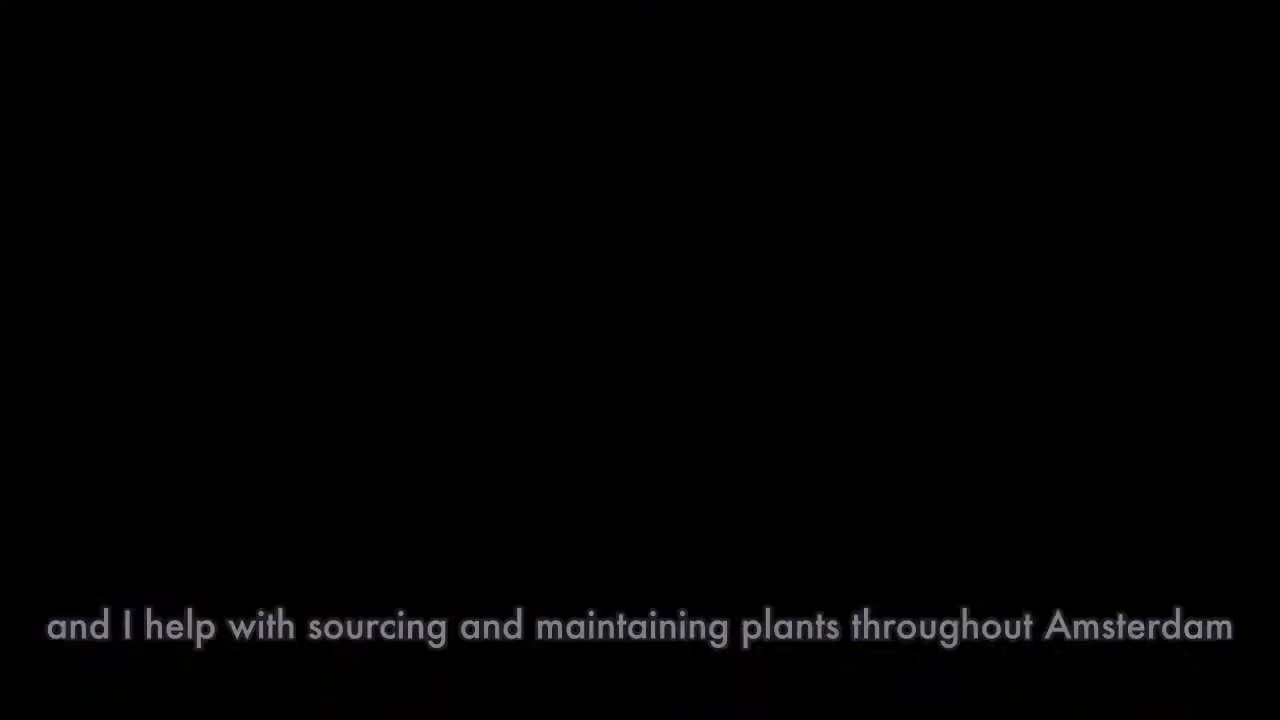 and I help with sourcing and maintaining plants throughout Amsterdam